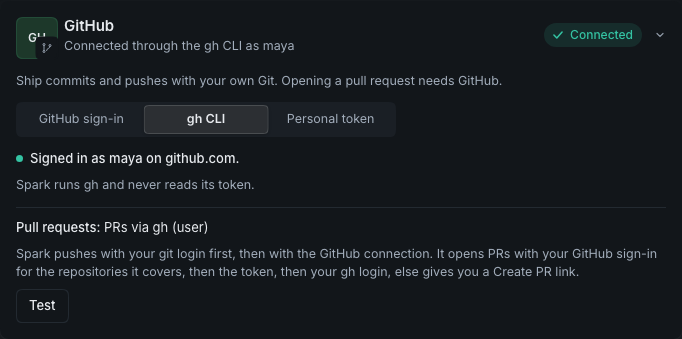 GitHub
Connected through the gh CLI as maya
Connected
Ship commits and pushes with your own Git. Opening a pull request needs GitHub.
GitHub sign-in
gh CLI
Personal token
Signed in as maya on github.com.
Spark runs gh and never reads its token.
Pull requests: PRs via gh (user)
Spark pushes with your git login first, then with the GitHub connection. It opens PRs with your GitHub sign-in
for the repositories it covers, then the token, then your gh login, else gives you a Create PR link.
Test